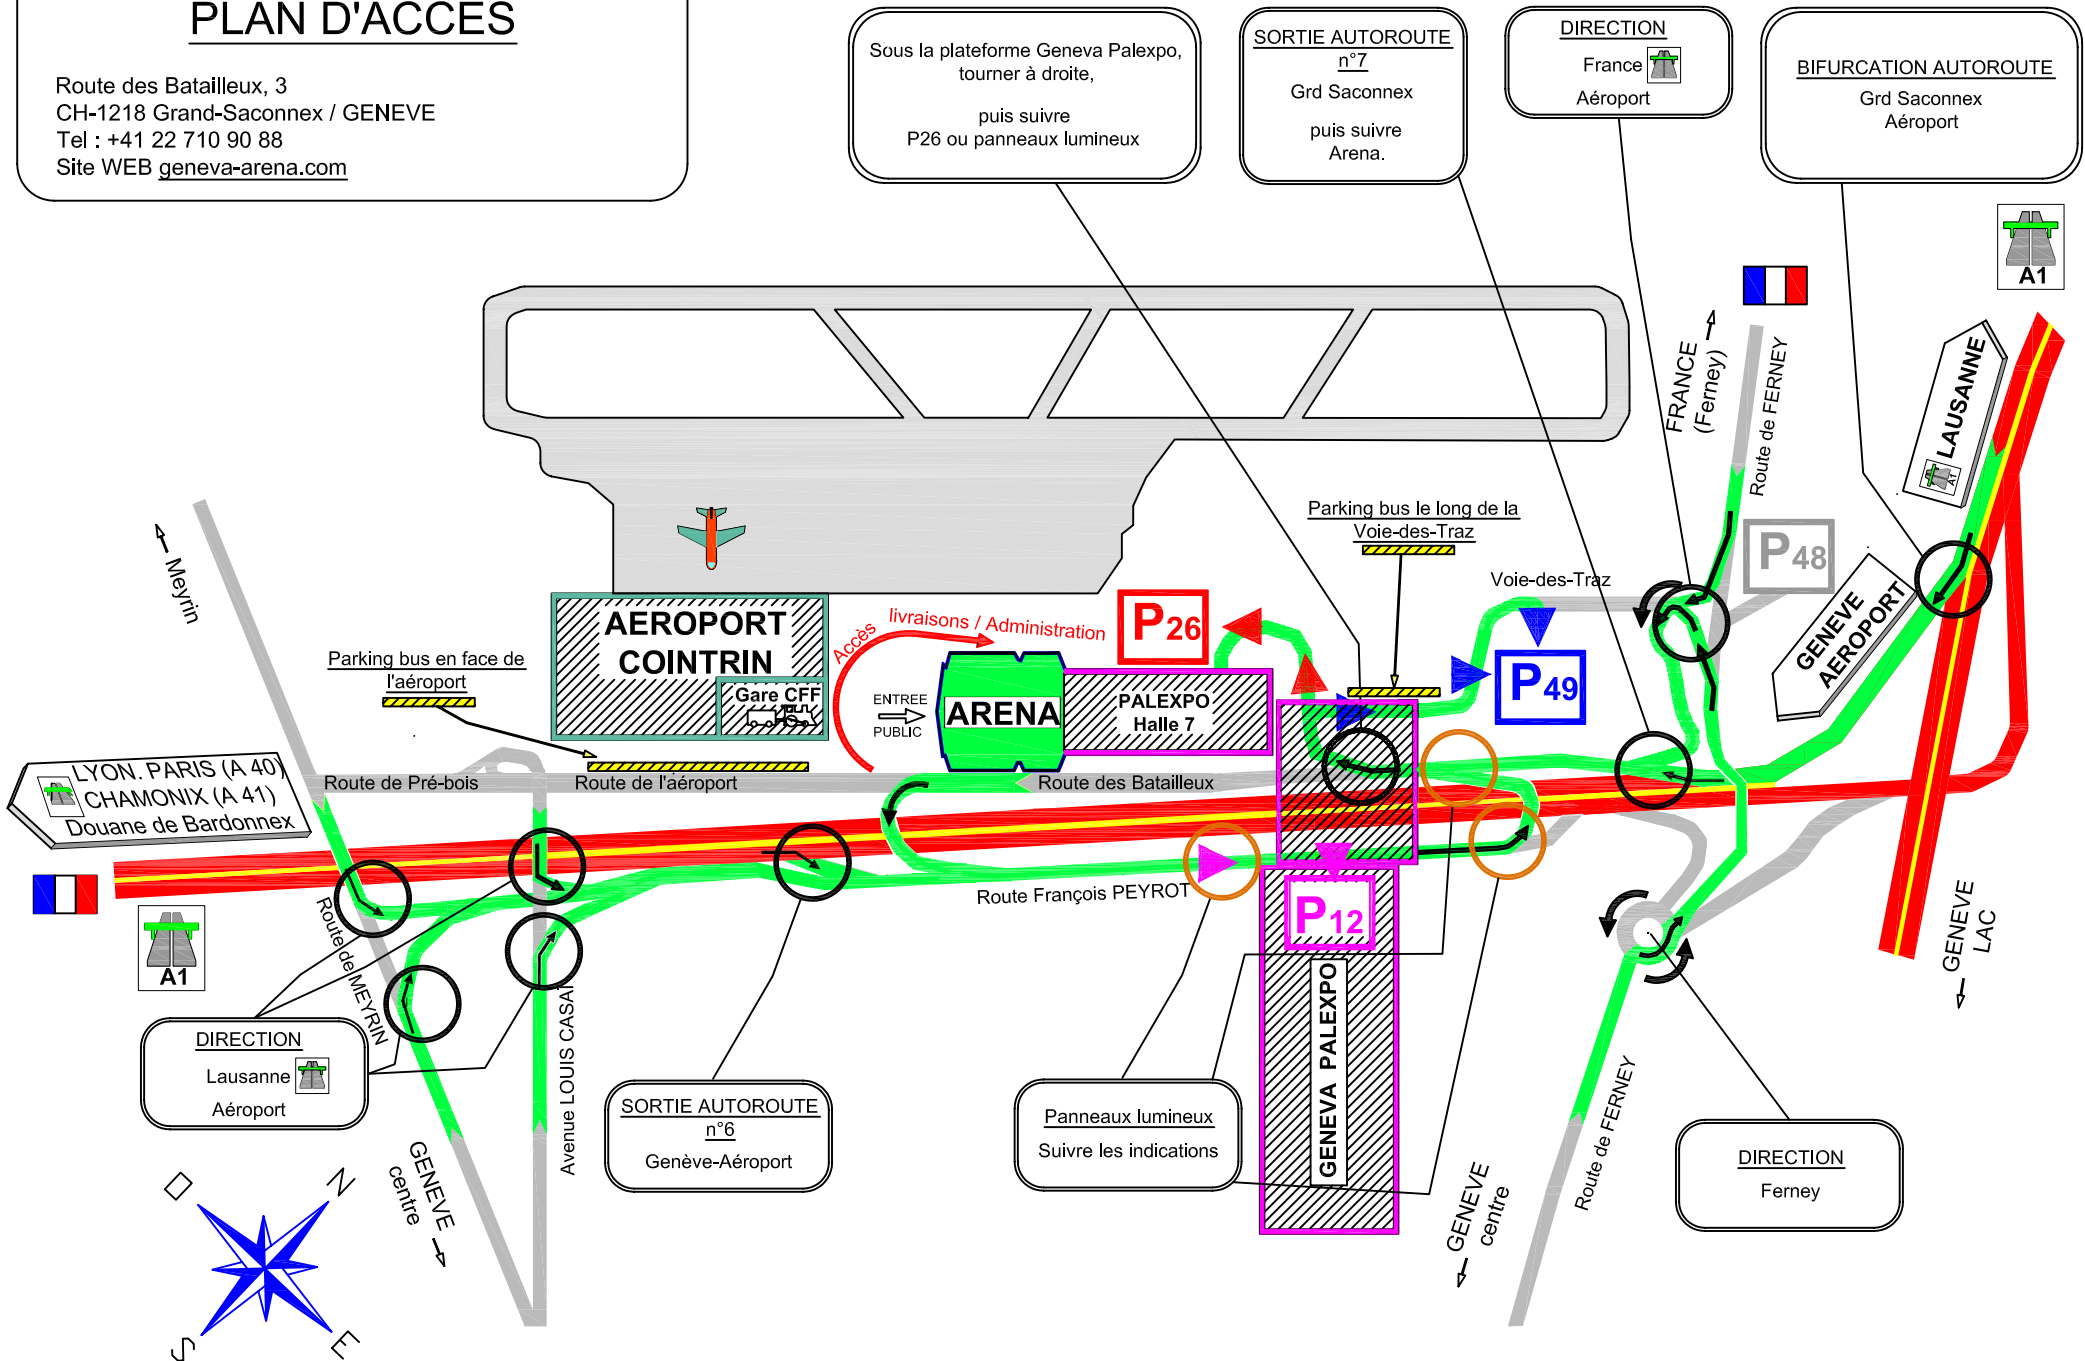 PLAN D'ACCES
Route des Batailleux, 3
CH-1218 Grand-Saconnex / GENEVE
Tel : +41 22 710 90 88
Site WEB geneva-arena.com
Sous la plateforme Geneva Palexpo,
tourner à droite,
puis suivre
P26 ou panneaux lumineux
SORTIE AUTOROUTE
n°7
Grd Saconnex
puis suivre
Arena.
DIRECTION
France
Aéroport
BIFURCATION AUTOROUTE
Grd Saconnex
Aéroport
A1
FRANCE
(Ferney)
Route de FERNEY
LAUSANNE
A1
Parking bus le long de la
Voie-des-Traz
Voie-des-Traz
P48
GENEVE
AEROPORT
Meyrin
AEROPORT
COINTRIN
Gare CFF
Accès livraisons / Administration
P26
P49
Parking bus en face de
l'aéroport
ENTREE
PUBLIC
ARENA
PALEXPO
Halle 7
LYON. PARIS (A 40)
CHAMONIX (A 41)
Douane de Bardonnex
Route de Pré-bois
Route de l'aéroport
Route des Batailleux
A1
Route de MEYRIN
Route François PEYROT
P12
GENEVA PALEXPO
GENEVE
LAC
DIRECTION
Lausanne
Aéroport
Avenue LOUIS CASAI
SORTIE AUTOROUTE
n°6
Genève-Aéroport
Panneaux lumineux
Suivre les indications
Route de FERNEY
DIRECTION
Ferney
GENEVE
centre
GENEVE
centre
O
N
S
E